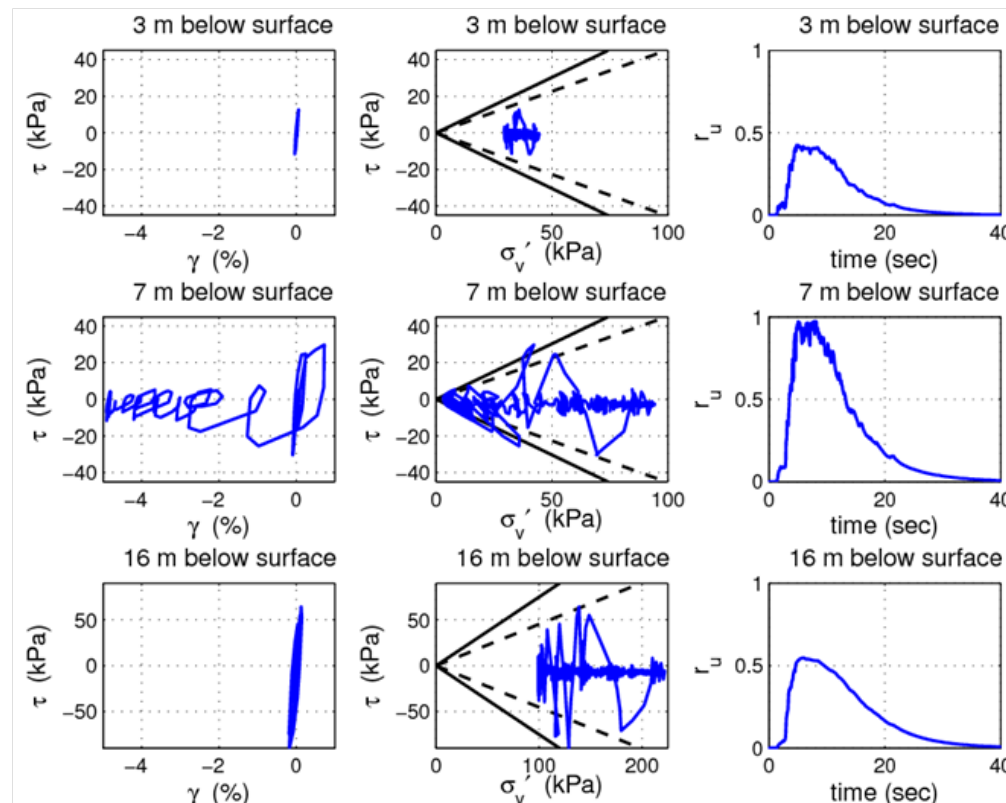 3 m below surface 3 m below surface 3 m below surface
τ (kPa) 40 20 0 −20 −40 −4 −2 0 γ (%)
τ (kPa) 40 20 0 −20 −40 0 50 100 σv′ (kPa)
ru 1 0.5 0 0 20 40 time (sec)
7 m below surface 7 m below surface 7 m below surface
τ (kPa) 40 20 0 −20 −40 −4 −2 0 γ (%)
τ (kPa) 40 20 0 −20 −40 0 50 100 σv′ (kPa)
ru 1 0.5 0 0 20 40 time (sec)
16 m below surface 16 m below surface 16 m below surface
τ (kPa) 50 0 −50 −4 −2 0 γ (%)
τ (kPa) 50 0 −50 0 50 100 150 200 σv′ (kPa)
ru 1 0.5 0 0 20 40 time (sec)